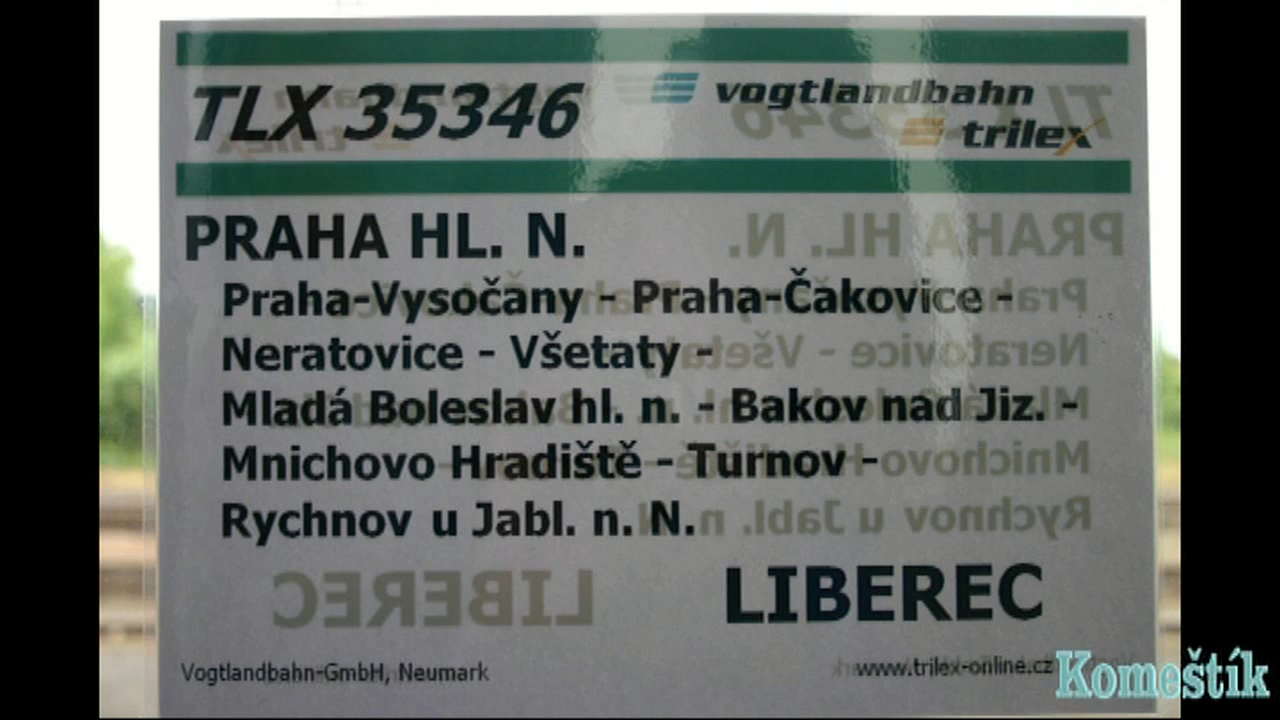 TLX 35346 vogtlandbahn
trilex
PRAHA HL. N.
Praha-Vysočany - Praha-Čakovice -
Neratovice - Všetaty -
Mladá Boleslav hl. n. - Bakov nad Jiz. -
Mnichovo Hradiště - Turnov -
Rychnov u Jabl. n. N.
LIBEREC
Vogtlandbahn-GmbH, Neumark www.trilex-online.cz
Komeštík